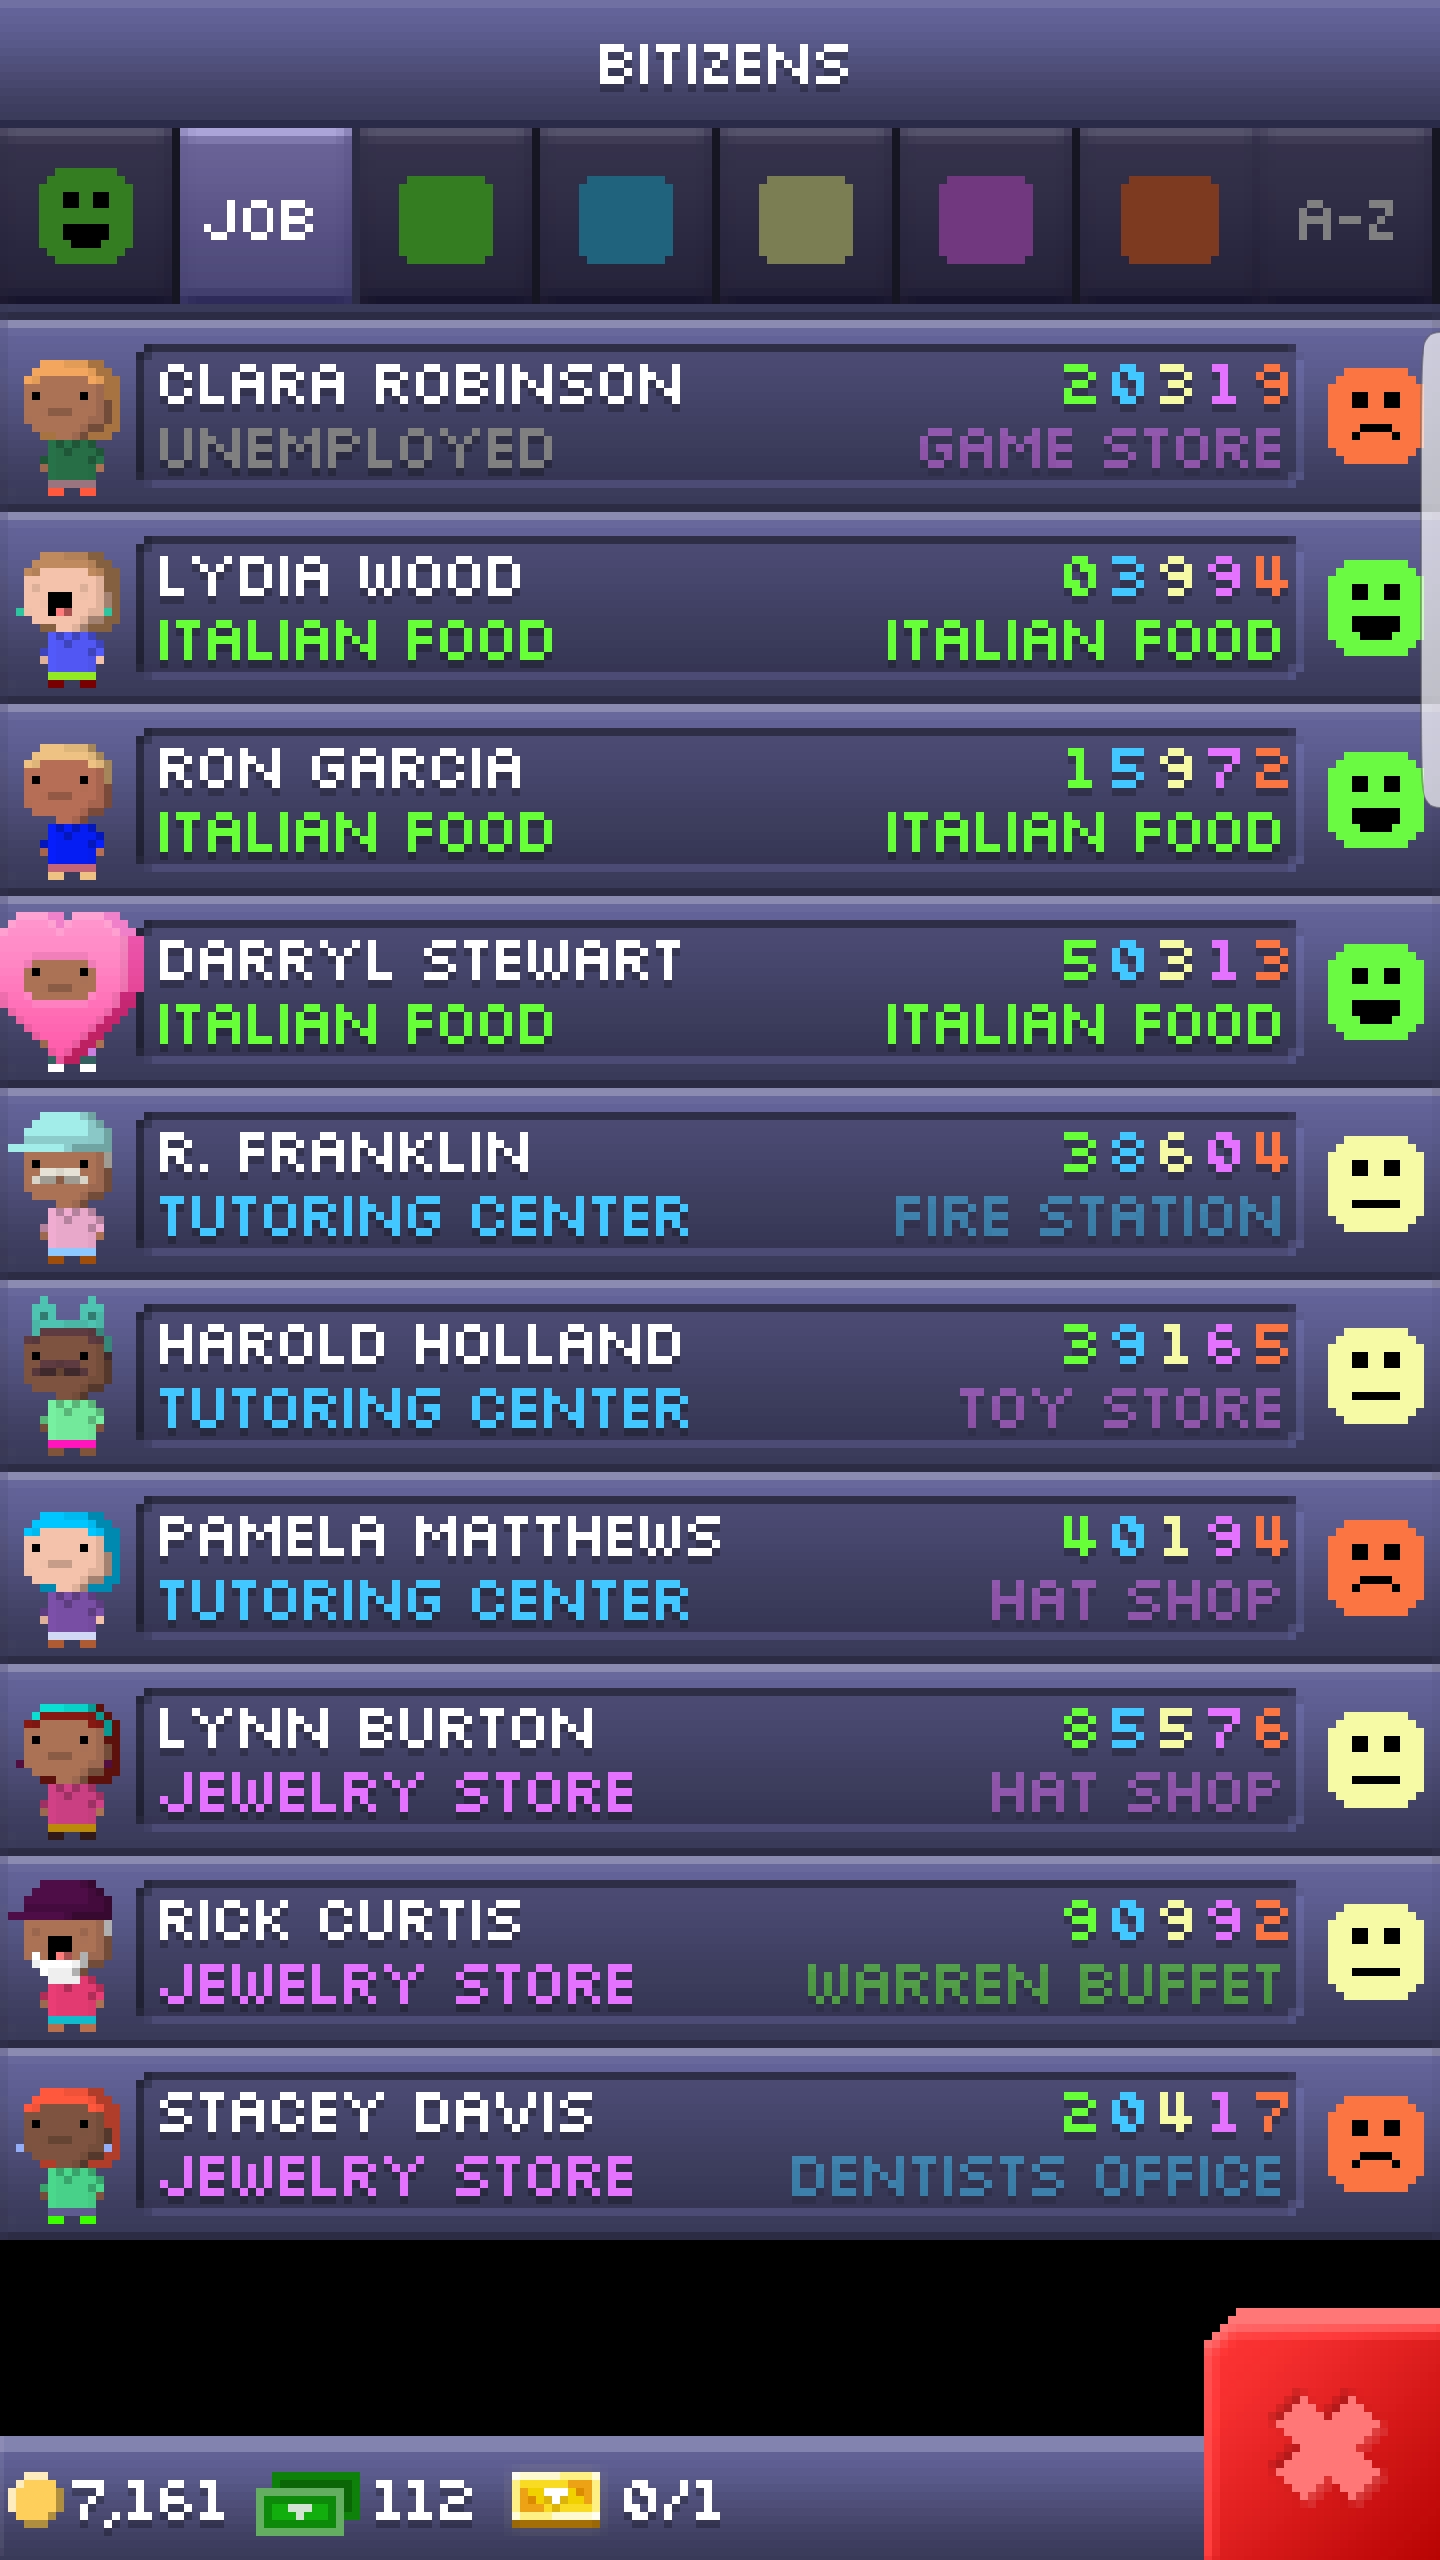 BITIZENS
JOB A-Z
CLARA ROBINSON 20319
UNEMPLOYED GAME STORE
LYDIA WOOD 03994
ITALIAN FOOD ITALIAN FOOD
RON GARCIA 15972
ITALIAN FOOD ITALIAN FOOD
DARRYL STEWART 50313
ITALIAN FOOD ITALIAN FOOD
R. FRANKLIN 38604
TUTORING CENTER FIRE STATION
HAROLD HOLLAND 39165
TUTORING CENTER TOY STORE
PAMELA MATTHEWS 40194
TUTORING CENTER HAT SHOP
LYNN BURTON 85576
JEWELRY STORE HAT SHOP
RICK CURTIS 90992
JEWELRY STORE WARREN BUFFET
STACEY DAVIS 20417
JEWELRY STORE DENTISTS OFFICE
7,161 112 0/1